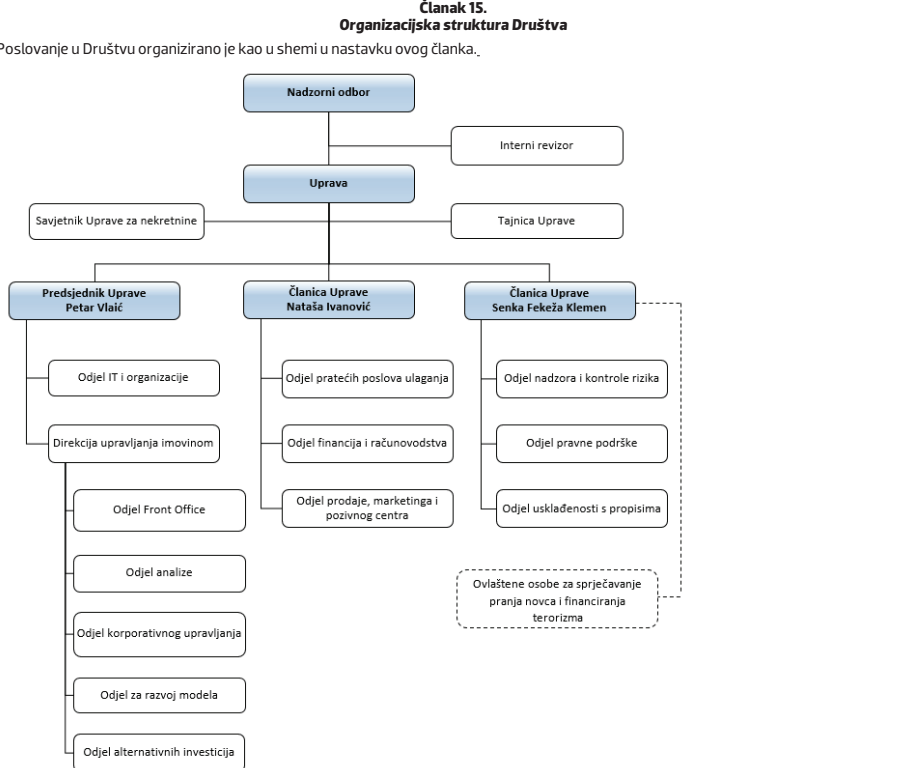 Članak 15.
Organizacijska struktura Društva
Poslovanje u Društvu organizirano je kao u shemi u nastavku ovog članka.
Nadzorni odbor
Interni revizor
Uprava
Savjetnik Uprave za nekretnine
Tajnica Uprave
Predsjednik Uprave
Petar Vlaić
Članica Uprave
Nataša Ivanović
Članica Uprave
Senka Fekeža Klemen
Odjel IT i organizacije
Direkcija upravljanja imovinom
Odjel Front Office
Odjel analize
Odjel korporativnog upravljanja
Odjel za razvoj modela
Odjel alternativnih investicija
Odjel pratećih poslova ulaganja
Odjel financija i računovodstva
Odjel prodaje, marketinga i
pozivnog centra
Odjel nadzora i kontrole rizika
Odjel pravne podrške
Odjel usklađenosti s propisima
Ovlaštene osobe za sprječavanje
pranja novca i financiranja
terorizma